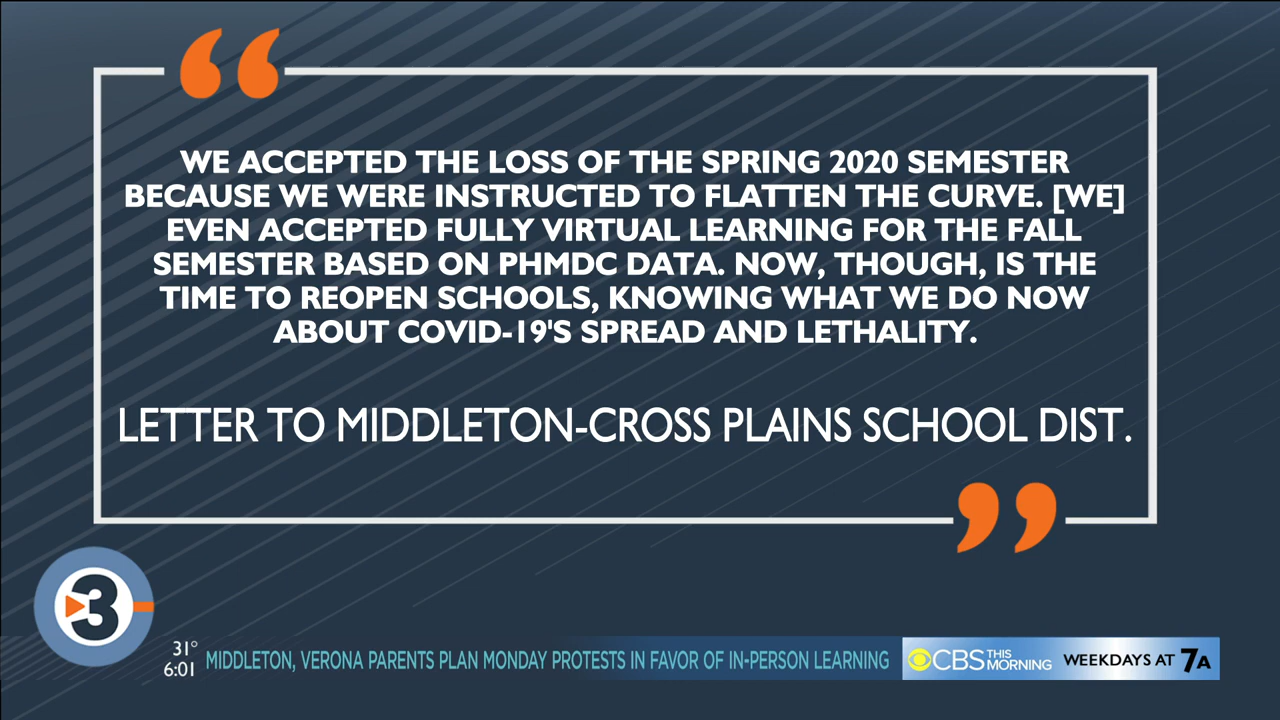 WE ACCEPTED THE LOSS OF THE SPRING 2020 SEMESTER
BECAUSE WE WERE INSTRUCTED TO FLATTEN THE CURVE. [WE]
EVEN ACCEPTED FULLY VIRTUAL LEARNING FOR THE FALL
SEMESTER BASED ON PHMDC DATA. NOW, THOUGH, IS THE
TIME TO REOPEN SCHOOLS, KNOWING WHAT WE DO NOW
ABOUT COVID-19'S SPREAD AND LETHALITY.
LETTER TO MIDDLETON-CROSS PLAINS SCHOOL DIST.
3
31°
6:01
MIDDLETON, VERONA PARENTS PLAN MONDAY PROTESTS IN FAVOR OF IN-PERSON LEARNING
CBS THIS MORNING WEEKDAYS AT 7A